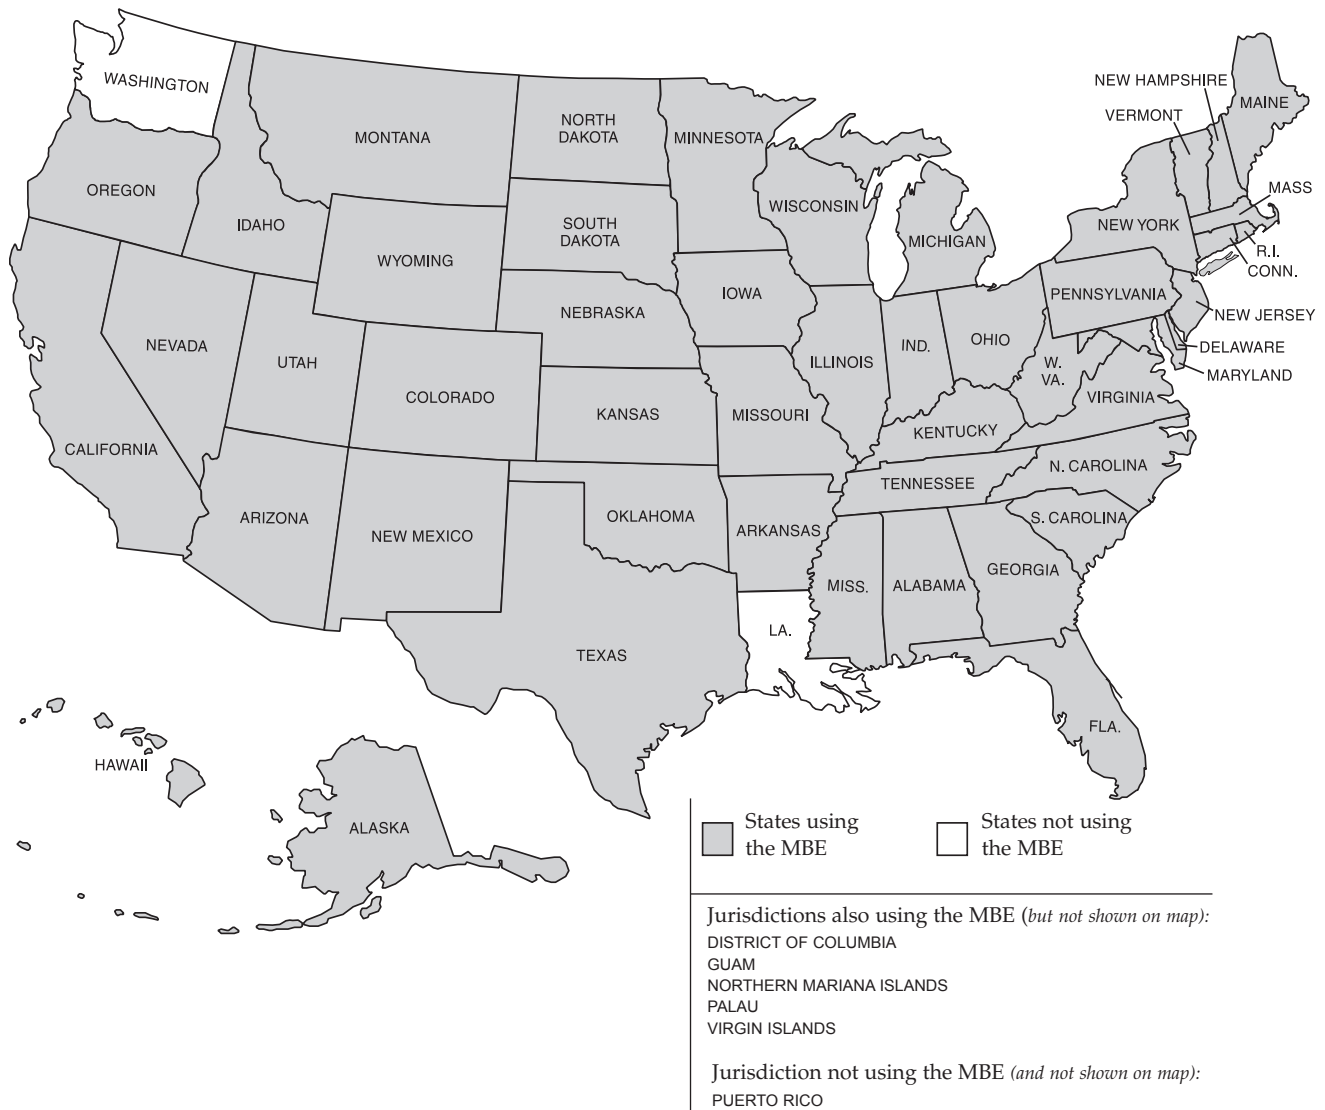 WASHINGTON
MONTANA
NORTH
DAKOTA
MINNESOTA
NEW HAMPSHIRE
VERMONT
MAINE
OREGON
IDAHO
WYOMING
SOUTH
DAKOTA
WISCONSIN
MICHIGAN
NEW YORK
MASS
R.I.
CONN.
NEVADA
UTAH
COLORADO
NEBRASKA
IOWA
ILLINOIS
IND.
OHIO
PENNSYLVANIA
NEW JERSEY
DELAWARE
MARYLAND
W.
VA.
VIRGINIA
CALIFORNIA
KANSAS
MISSOURI
KENTUCKY
N. CAROLINA
TENNESSEE
S. CAROLINA
ARIZONA
NEW MEXICO
OKLAHOMA
ARKANSAS
MISS.
ALABAMA
GEORGIA
TEXAS
LA.
FLA.
HAWAII
ALASKA
States using
the MBE
States not using
the MBE
Jurisdictions also using the MBE (but not shown on map):
DISTRICT OF COLUMBIA
GUAM
NORTHERN MARIANA ISLANDS
PALAU
VIRGIN ISLANDS
Jurisdiction not using the MBE (and not shown on map):
PUERTO RICO